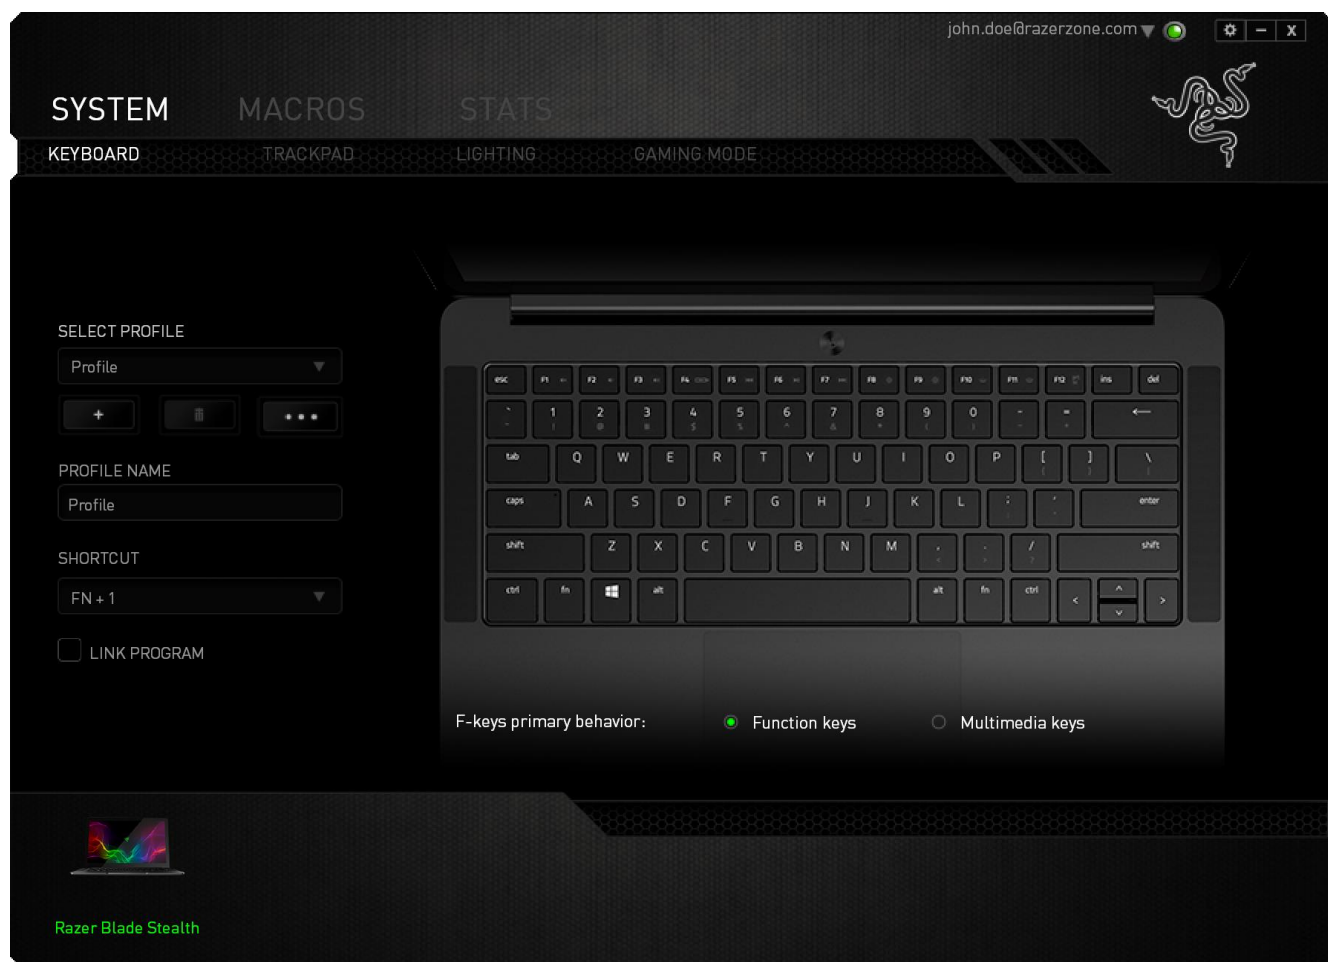 john.doe@razerzone.com
X
SYSTEM MACROS STATS
KEYBOARD TRACKPAD LIGHTING GAMING MODE
SELECT PROFILE
Profile
+
PROFILE NAME
Profile
SHORTCUT
FN + 1
LINK PROGRAM
esc F1 F2 F3 F4 F5 F6 F7 F8 F9 F10 F11 F12 ins del
` 1 2 3 4 5 6 7 8 9 0 - =
tab Q W E R T Y U I O P [ ] \
caps A S D F G H J K L ; ' enter
shift Z X C V B N M , . / shift
ctrl fn alt alt fn ctrl < >
F-keys primary behavior: Function keys Multimedia keys
Razer Blade Stealth